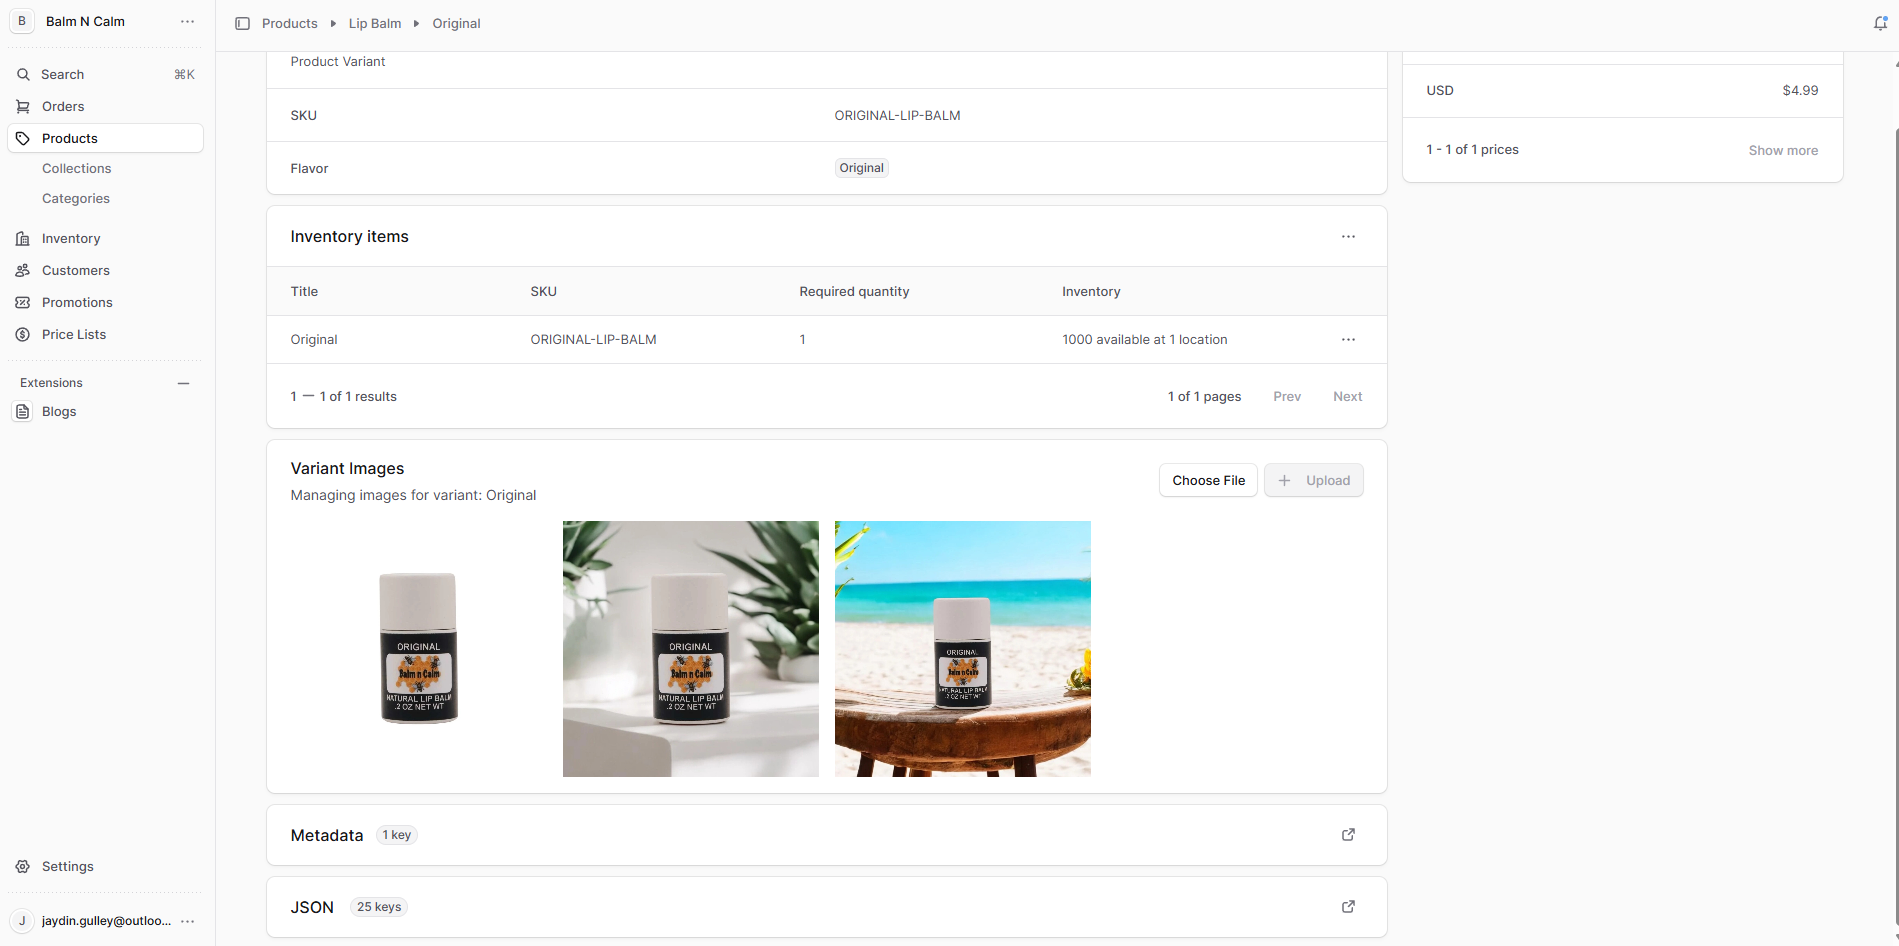 B Balm N Calm
Search ⌘K
Orders
Products
Collections
Categories
Inventory
Customers
Promotions
Price Lists
Extensions
Blogs
Settings
J jaydin.gulley@outloo...
Products Lip Balm Original
Product Variant
SKU ORIGINAL-LIP-BALM
Flavor Original
Inventory items
Title SKU Required quantity Inventory
Original ORIGINAL-LIP-BALM 1 1000 available at 1 location
1 — 1 of 1 results 1 of 1 pages Prev Next
Variant Images
Managing images for variant: Original
Choose File + Upload
ORIGINAL
Balm n Calm
NATURAL LIP BALM
.2 OZ NET WT
ORIGINAL
Balm n Calm
NATURAL LIP BALM
.2 OZ NET WT
ORIGINAL
Balm n Calm
NATURAL LIP BALM
.2 OZ NET WT
Metadata 1 key
JSON 25 keys
USD $4.99
1 - 1 of 1 prices Show more